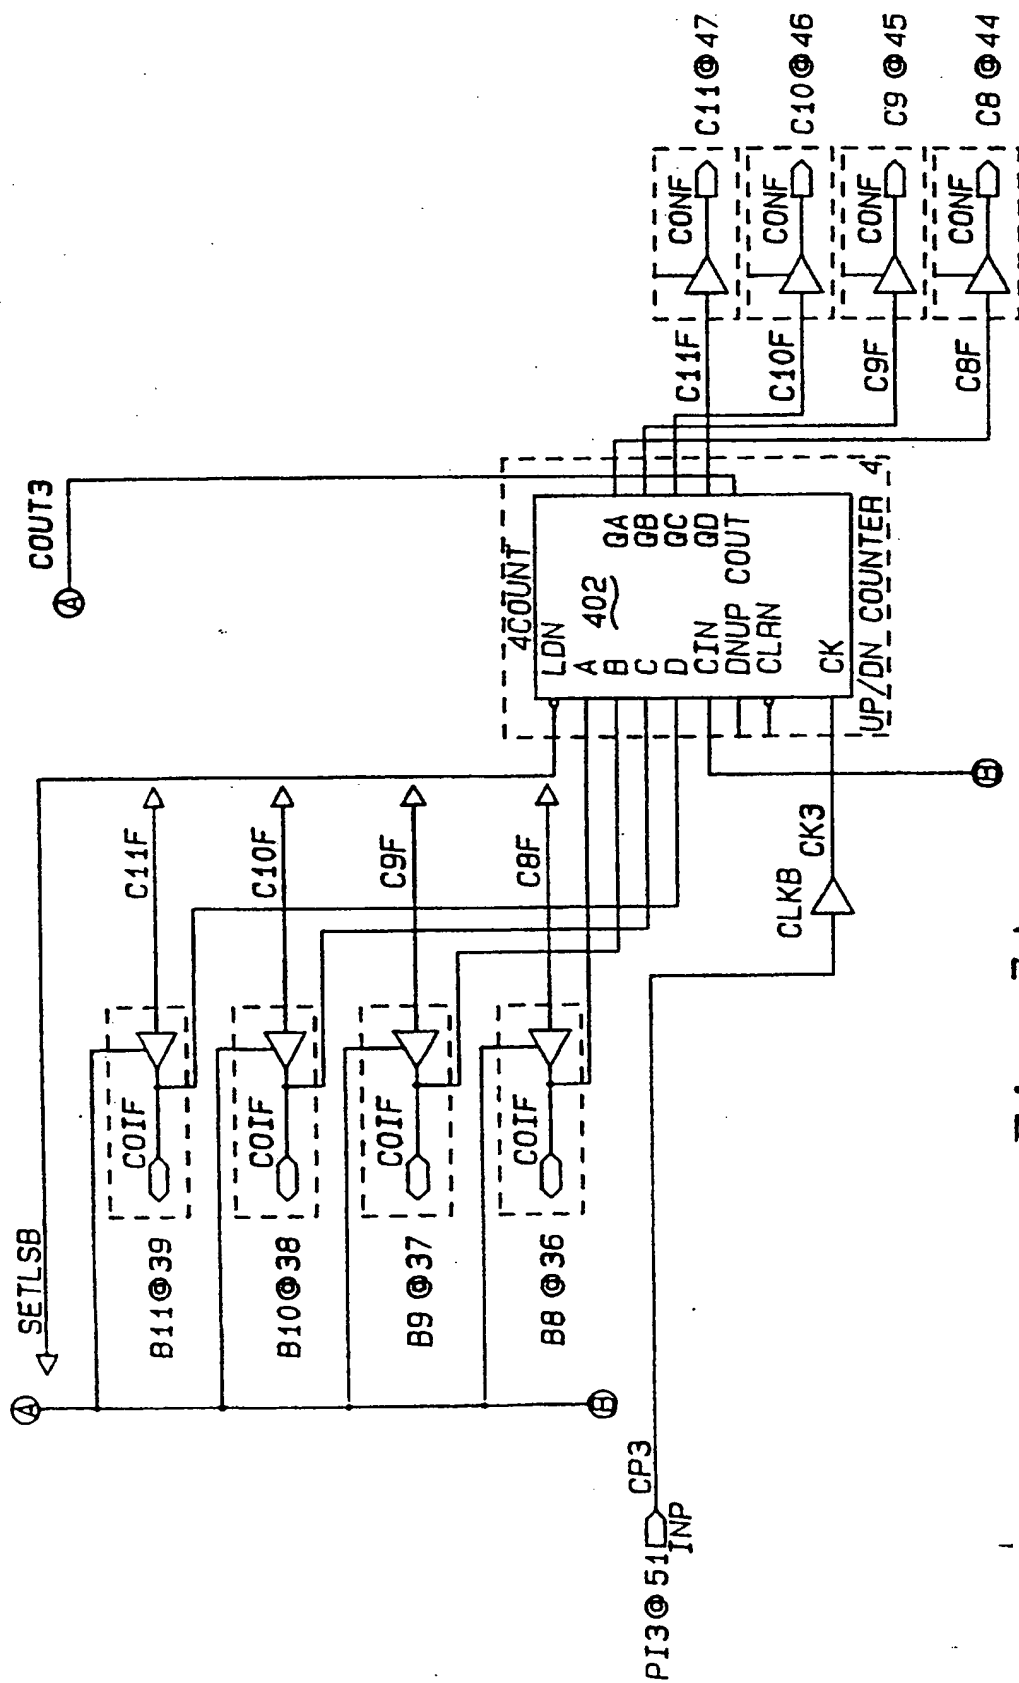 A
SETLSB
COUT3
A
B11@39
COIF
C11F
B10@38
COIF
C10F
B9@37
COIF
C9F
B8@36
COIF
C8F
B
4COUNT
LDN
A
B
C
D
CIN
DNUP
CLRN
CK
402
QA
QB
QC
QD
COUT
UP/DN COUNTER 4
C11F
CONF
C11@47
C10F
CONF
C10@46
C9F
CONF
C9@45
C8F
CONF
C8@44
PI3@51
INP
CP3
CLKB
CK3
B